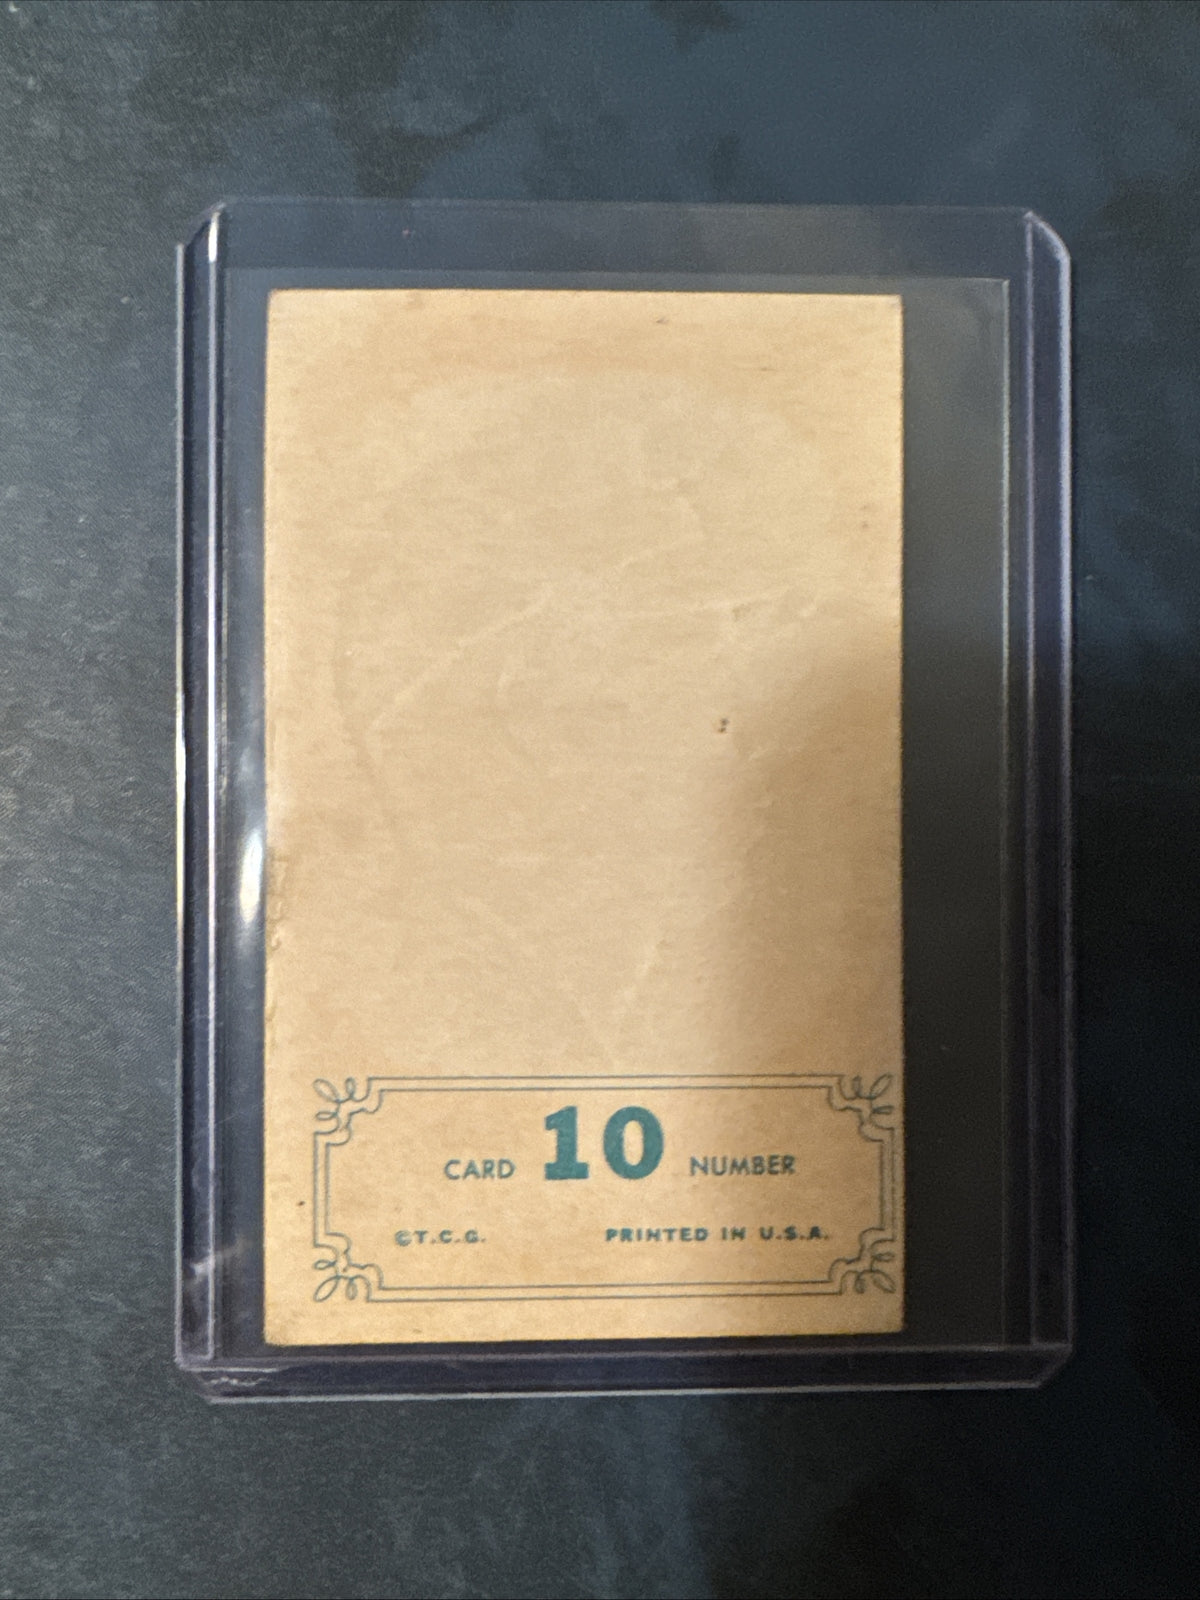 CARD 10 NUMBER
©T.C.G. PRINTED IN U.S.A.